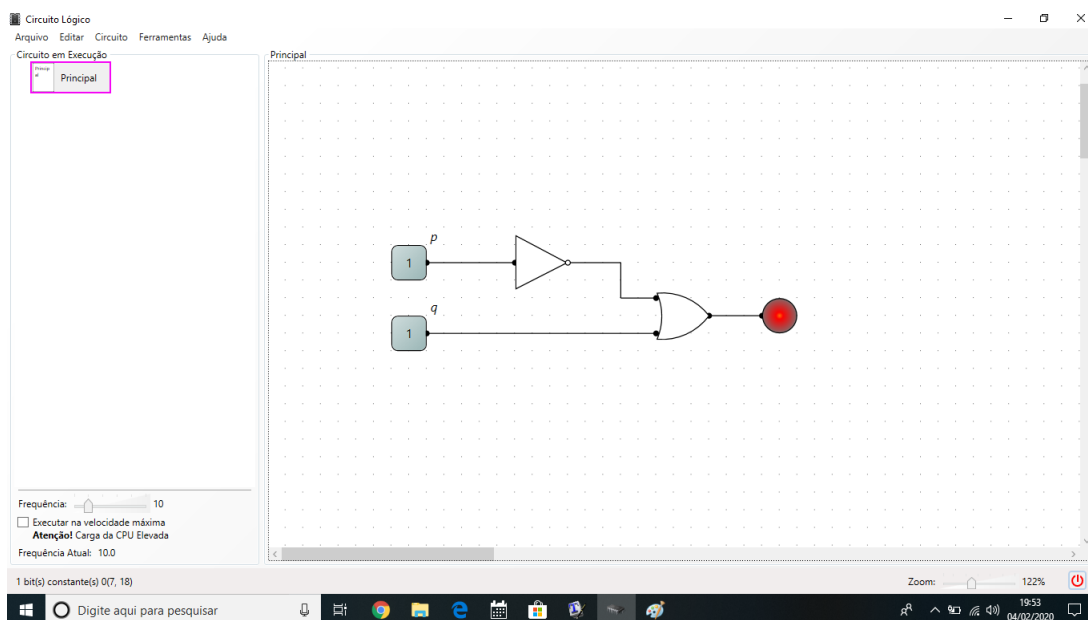 Circuito Lógico
Arquivo Editar Circuito Ferramentas Ajuda
Circuito em Execução
Principal
Principal
Princip
al
p
1
q
1
Frequência: 10
Executar na velocidade máxima
Atenção! Carga da CPU Elevada
Frequência Atual: 10.0
1 bit(s) constante(s) 0(7, 18)
Zoom: 122%
Digite aqui para pesquisar
19:53
04/02/2020